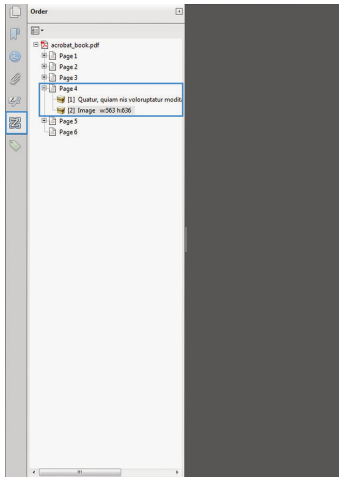 Order
acrobat_book.pdf
Page 1
Page 2
Page 3
Page 4
[1] Quatur, quiam nis voluptatur modit
[2] Image w:563 h:636
Page 5
Page 6